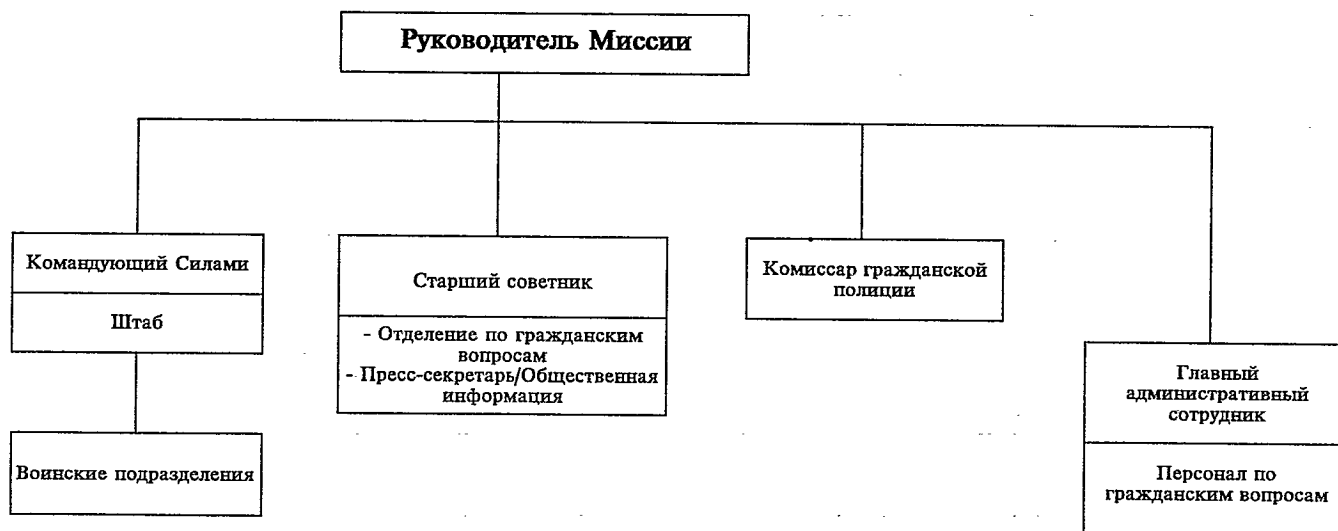 Руководитель Миссии
Командующий Силами
Штаб
Воинские подразделения
Старший советник
- Отделение по гражданским
вопросам
- Пресс-секретарь/Общественная
информация
Комиссар гражданской
полиции
Главный
административный
сотрудник
Персонал по
гражданским вопросам